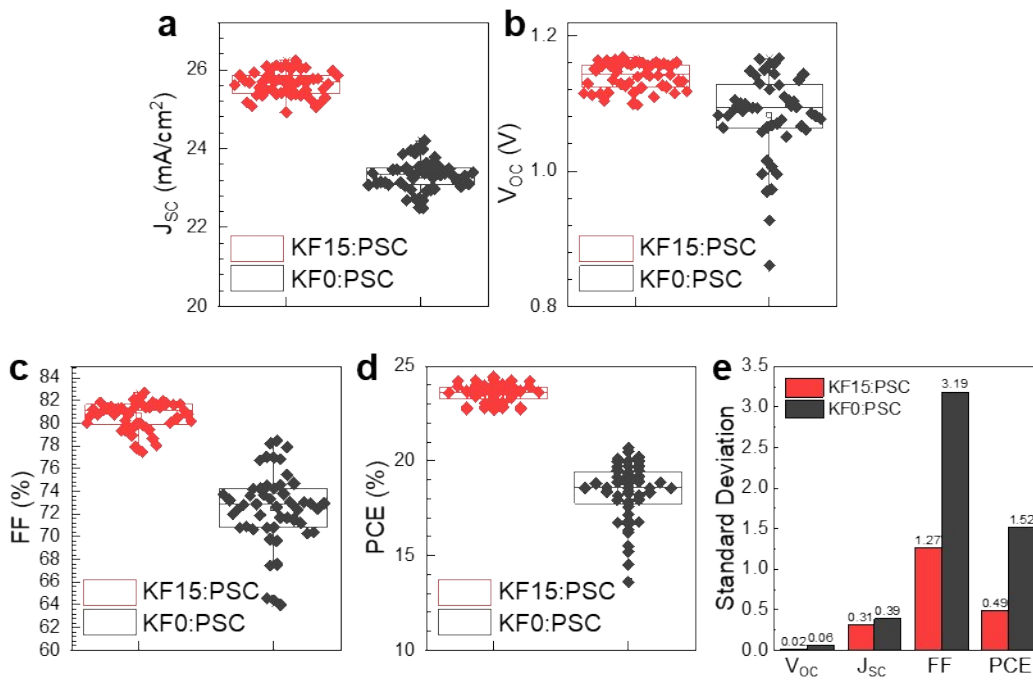 a
J_SC (mA/cm²)
26
24
22
20
KF15:PSC
KF0:PSC
b
V_OC (V)
1.2
1.0
0.8
KF15:PSC
KF0:PSC
c
FF (%)
84
82
80
78
76
74
72
70
68
66
64
62
60
KF15:PSC
KF0:PSC
d
PCE (%)
25
20
15
10
KF15:PSC
KF0:PSC
e
Standard Deviation
3.5
3.0
2.5
2.0
1.5
1.0
0.5
0.0
KF15:PSC
KF0:PSC
0.02 0.06
0.31 0.39
1.27 3.19
0.49 1.52
V_OC J_SC FF PCE